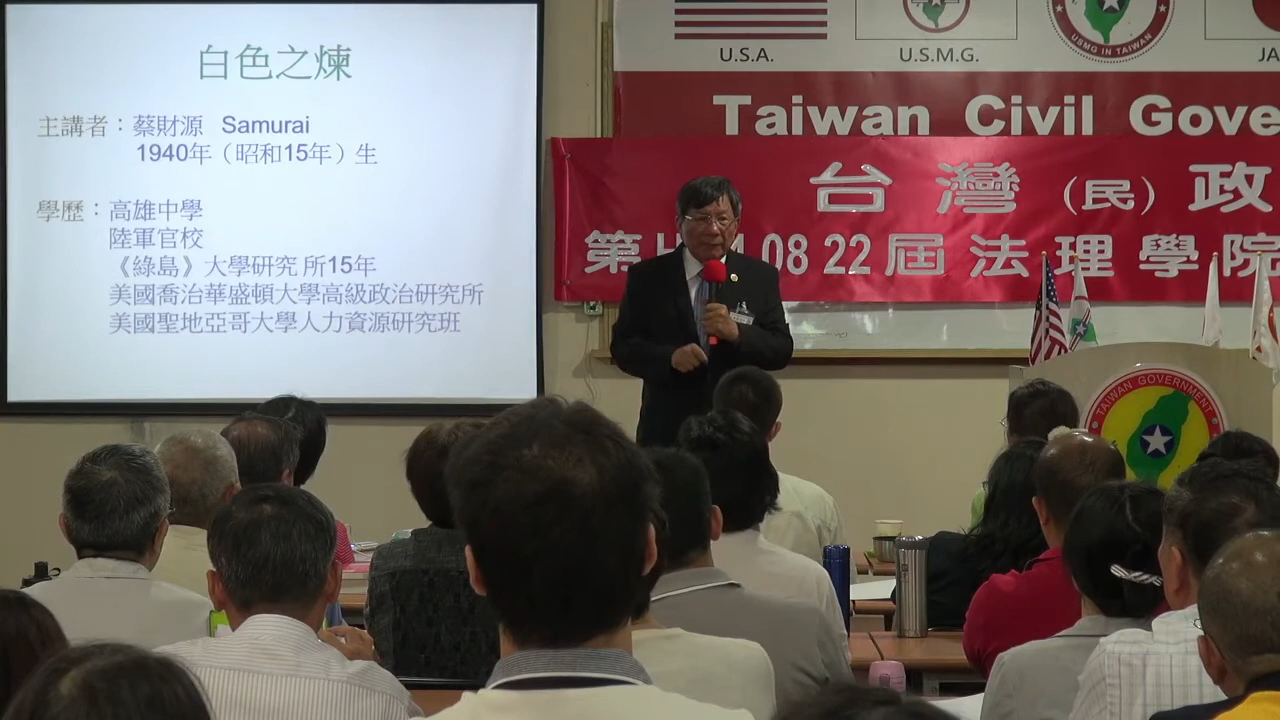 白色之煉
主講者：蔡財源 Samurai
1940年（昭和15年）生
學歷：高雄中學
陸軍官校
《綠島》大學研究 所15年
美國喬治華盛頓大學高級政治研究所
美國聖地亞哥大學人力資源研究班
U.S.A.
U.S.M.G.
USMG IN TAIWAN
JA
Taiwan Civil Gove
台灣（民）政
第 08 22屆法理學院
TAIWAN GOVERNMENT